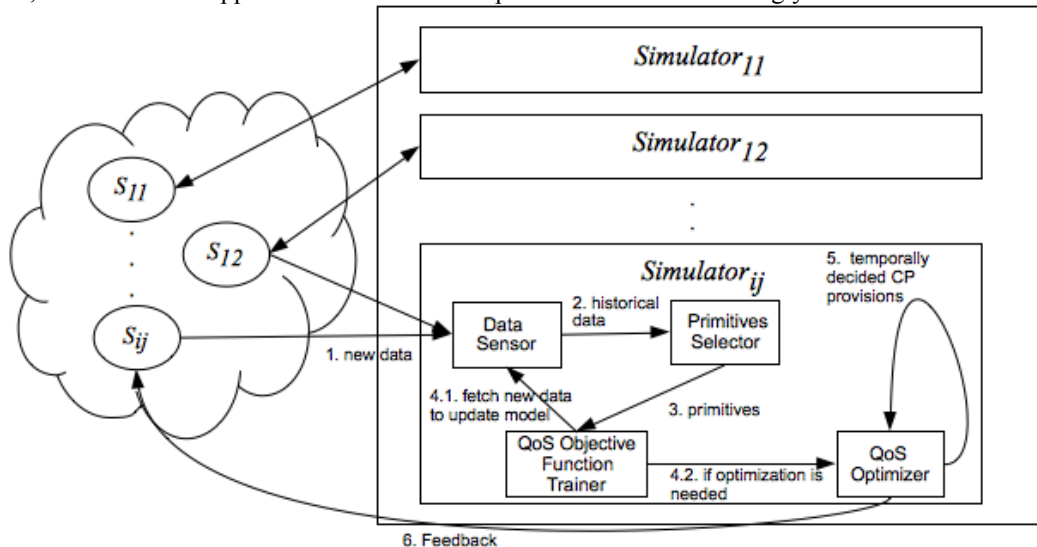 Simulator11
Simulator12
S11
S12
Sij
Simulatorij
5. temporally
decided CP
provisions
Data
Sensor
2. historical
data
Primitives
Selector
1. new data
4.1. fetch new data
to update model
3. primitives
QoS Objective
Function
Trainer
4.2. if optimization is
needed
QoS
Optimizer
6. Feedback